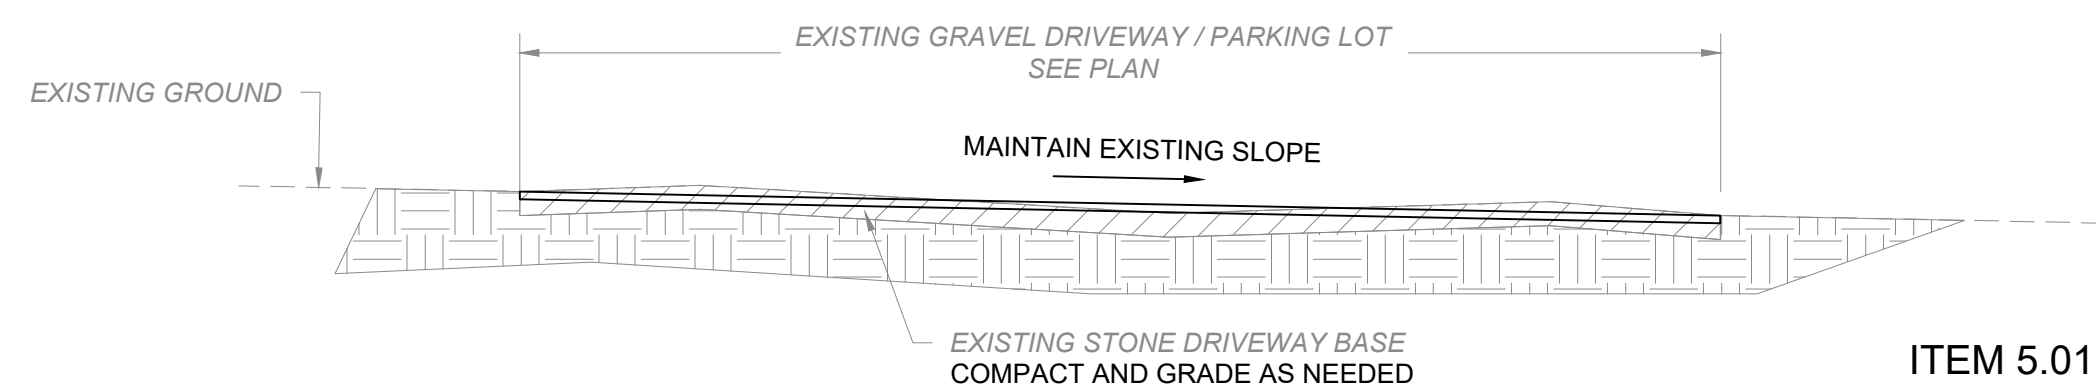 EXISTING GRAVEL DRIVEWAY / PARKING LOT
SEE PLAN
EXISTING GROUND
MAINTAIN EXISTING SLOPE
EXISTING STONE DRIVEWAY BASE
COMPACT AND GRADE AS NEEDED
ITEM 5.01